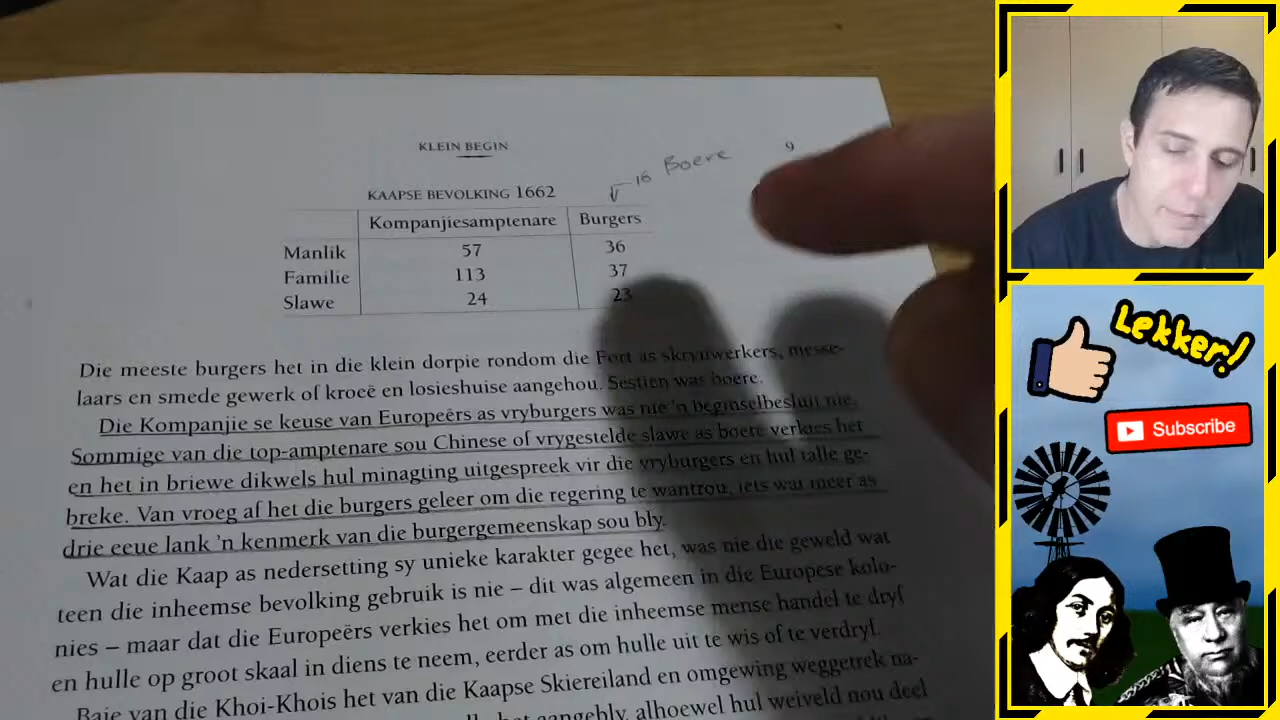 KLEIN BEGIN
9
16 Boere
KAAPSE BEVOLKING 1662
Kompanjiesamptenare Burgers
Manlik 57 36
Familie 113 37
Slawe 24 23
Die meeste burgers het in die klein dorpie rondom die Fort as skrynwerkers, messe-
laars en smede gewerk of kroeë en losieshuise aangehou. Sestien was boere.
Die Kompanjie se keuse van Europeërs as vryburgers was nie 'n beginselbesluit nie.
Sommige van die top-amptenare sou Chinese of vrygestelde slawe as boere verkies het
en het in briewe dikwels hul minagting uitgespreek vir die vryburgers en hul talle ge-
breke. Van vroeg af het die burgers geleer om die regering te wantrou, iets wat meer as
drie eeue lank 'n kenmerk van die burgergemeenskap sou bly.
Wat die Kaap as nedersetting sy unieke karakter gegee het, was nie die geweld wat
teen die inheemse bevolking gebruik is nie – dit was algemeen in die Europese kolo-
nies – maar dat die Europeërs verkies het om met die inheemse mense handel te dryf
en hulle op groot skaal in diens te neem, eerder as om hulle uit te wis of te verdryf.
Baie van die Khoi-Khois het van die Kaapse Skiereiland en omgewing weggetrek na-
het aangebly, alhoewel hul weiveld nou deel
Lekker!
Subscribe